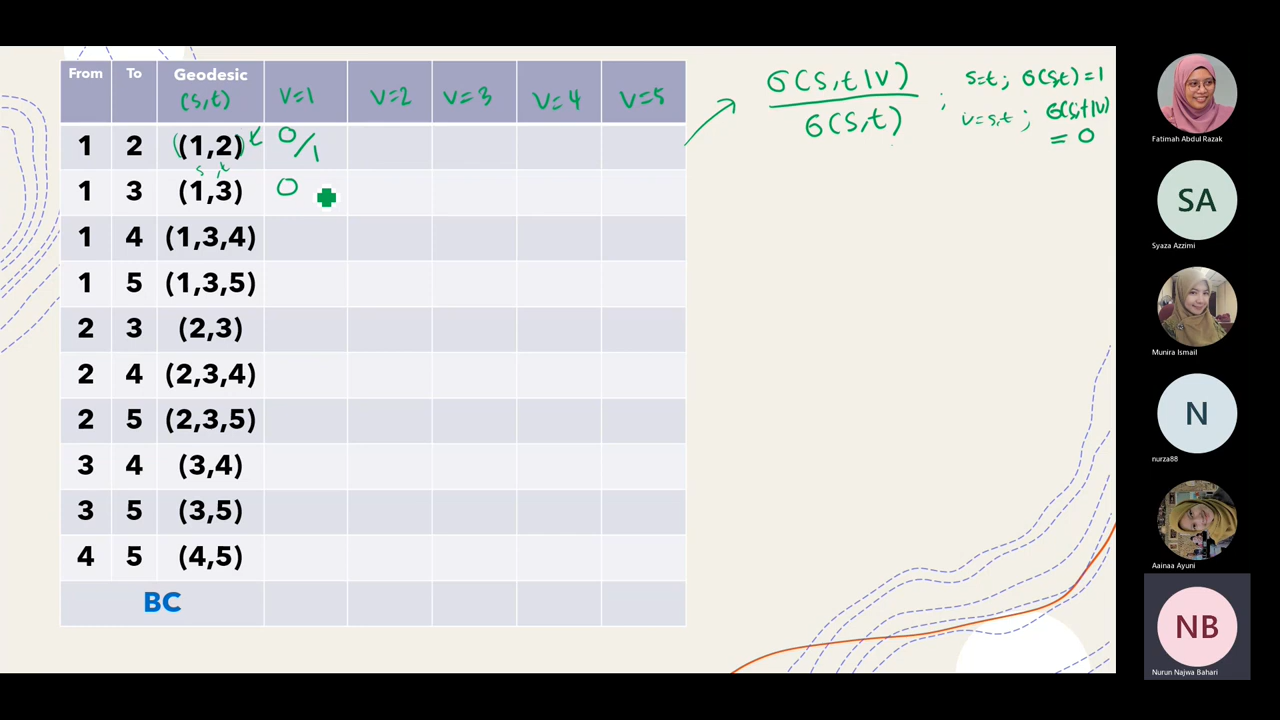 From To Geodesic
(s,t) V=1 V=2 V=3 V=4 V=5
1 2 (1,2) t 0/1
s,t
1 3 (1,3) 0
1 4 (1,3,4)
1 5 (1,3,5)
2 3 (2,3)
2 4 (2,3,4)
2 5 (2,3,5)
3 4 (3,4)
3 5 (3,5)
4 5 (4,5)
BC
σ(s,t|v)
σ(s,t)
; s=t; σ(s,t)=1
v=s,t; σ(s,t|v)
= 0
Fatimah Abdul Razak
SA
Syaza Azzimi
Munira Ismail
N
nurza88
Aainaa Ayuni
NB
Nurun Najwa Bahari